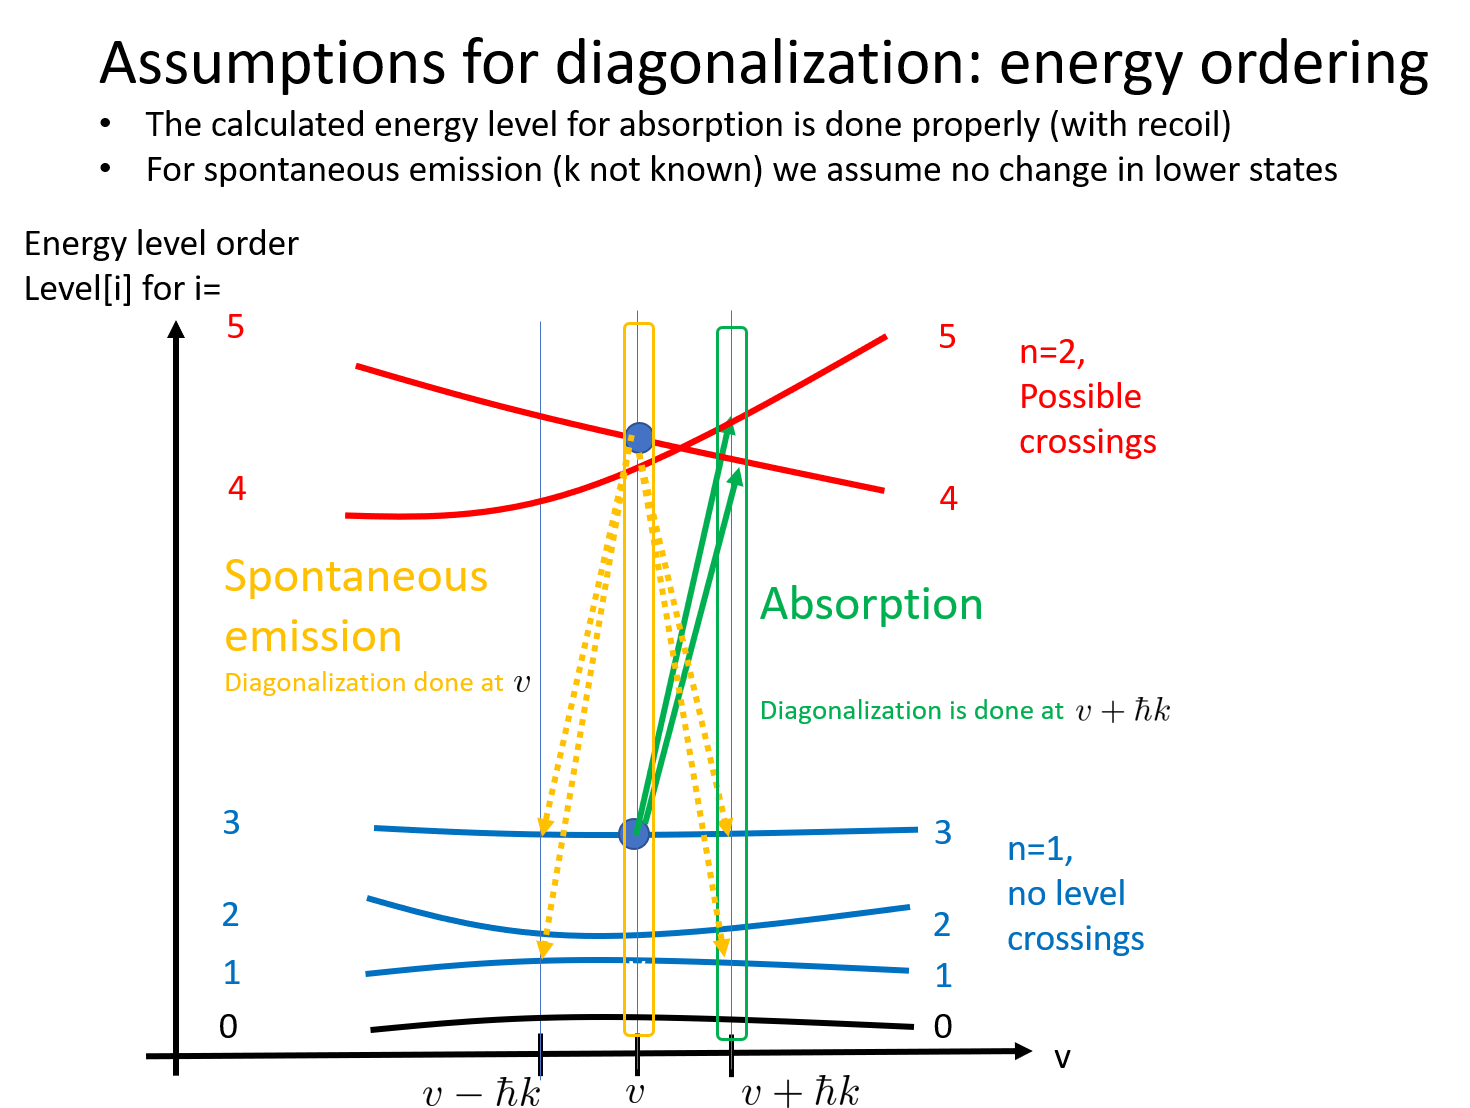 Assumptions for diagonalization: energy ordering
• The calculated energy level for absorption is done properly (with recoil)
• For spontaneous emission (k not known) we assume no change in lower states
Energy level order
Level[i] for i=
5
5
n=2,
Possible
crossings
4
4
Spontaneous
emission
Diagonalization done at v
Absorption
Diagonalization is done at v + ħk
3
3
n=1,
no level
crossings
2
2
1
1
0
0
v
v − ħk
v
v + ħk